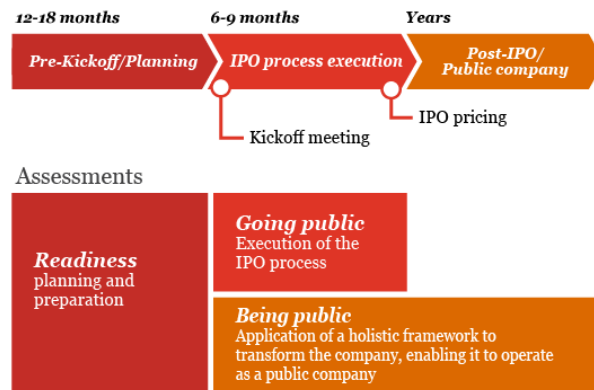 12-18 months
6-9 months
Years
Pre-Kickoff/Planning
IPO process execution
Post-IPO/
Public company
Kickoff meeting
IPO pricing
Assessments
Readiness
planning and
preparation
Going public
Execution of the
IPO process
Being public
Application of a holistic framework to
transform the company, enabling it to operate
as a public company